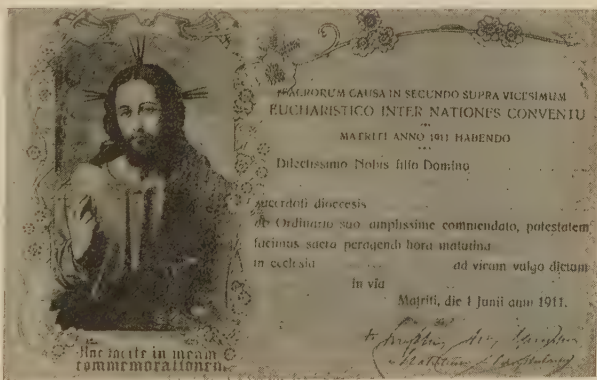 SACRORUM CAUSA IN SECUNDO SUPRA VICESIMUM
EUCHARISTICO INTER NATIONES CONVENTU
MATRITI ANNO 1911 HABENDO
Dilectissimo Nobis filio Domino
sacerdoti dioecesis
ab Ordinario suo amplissime commendato, potestatem
facimus sacra peragendi hora matutina
in ecclesia ad viram vulgo dictam
in via
Matriti, die 1 Junii anni 1911.
Hoc facite in meam
commemorationem.